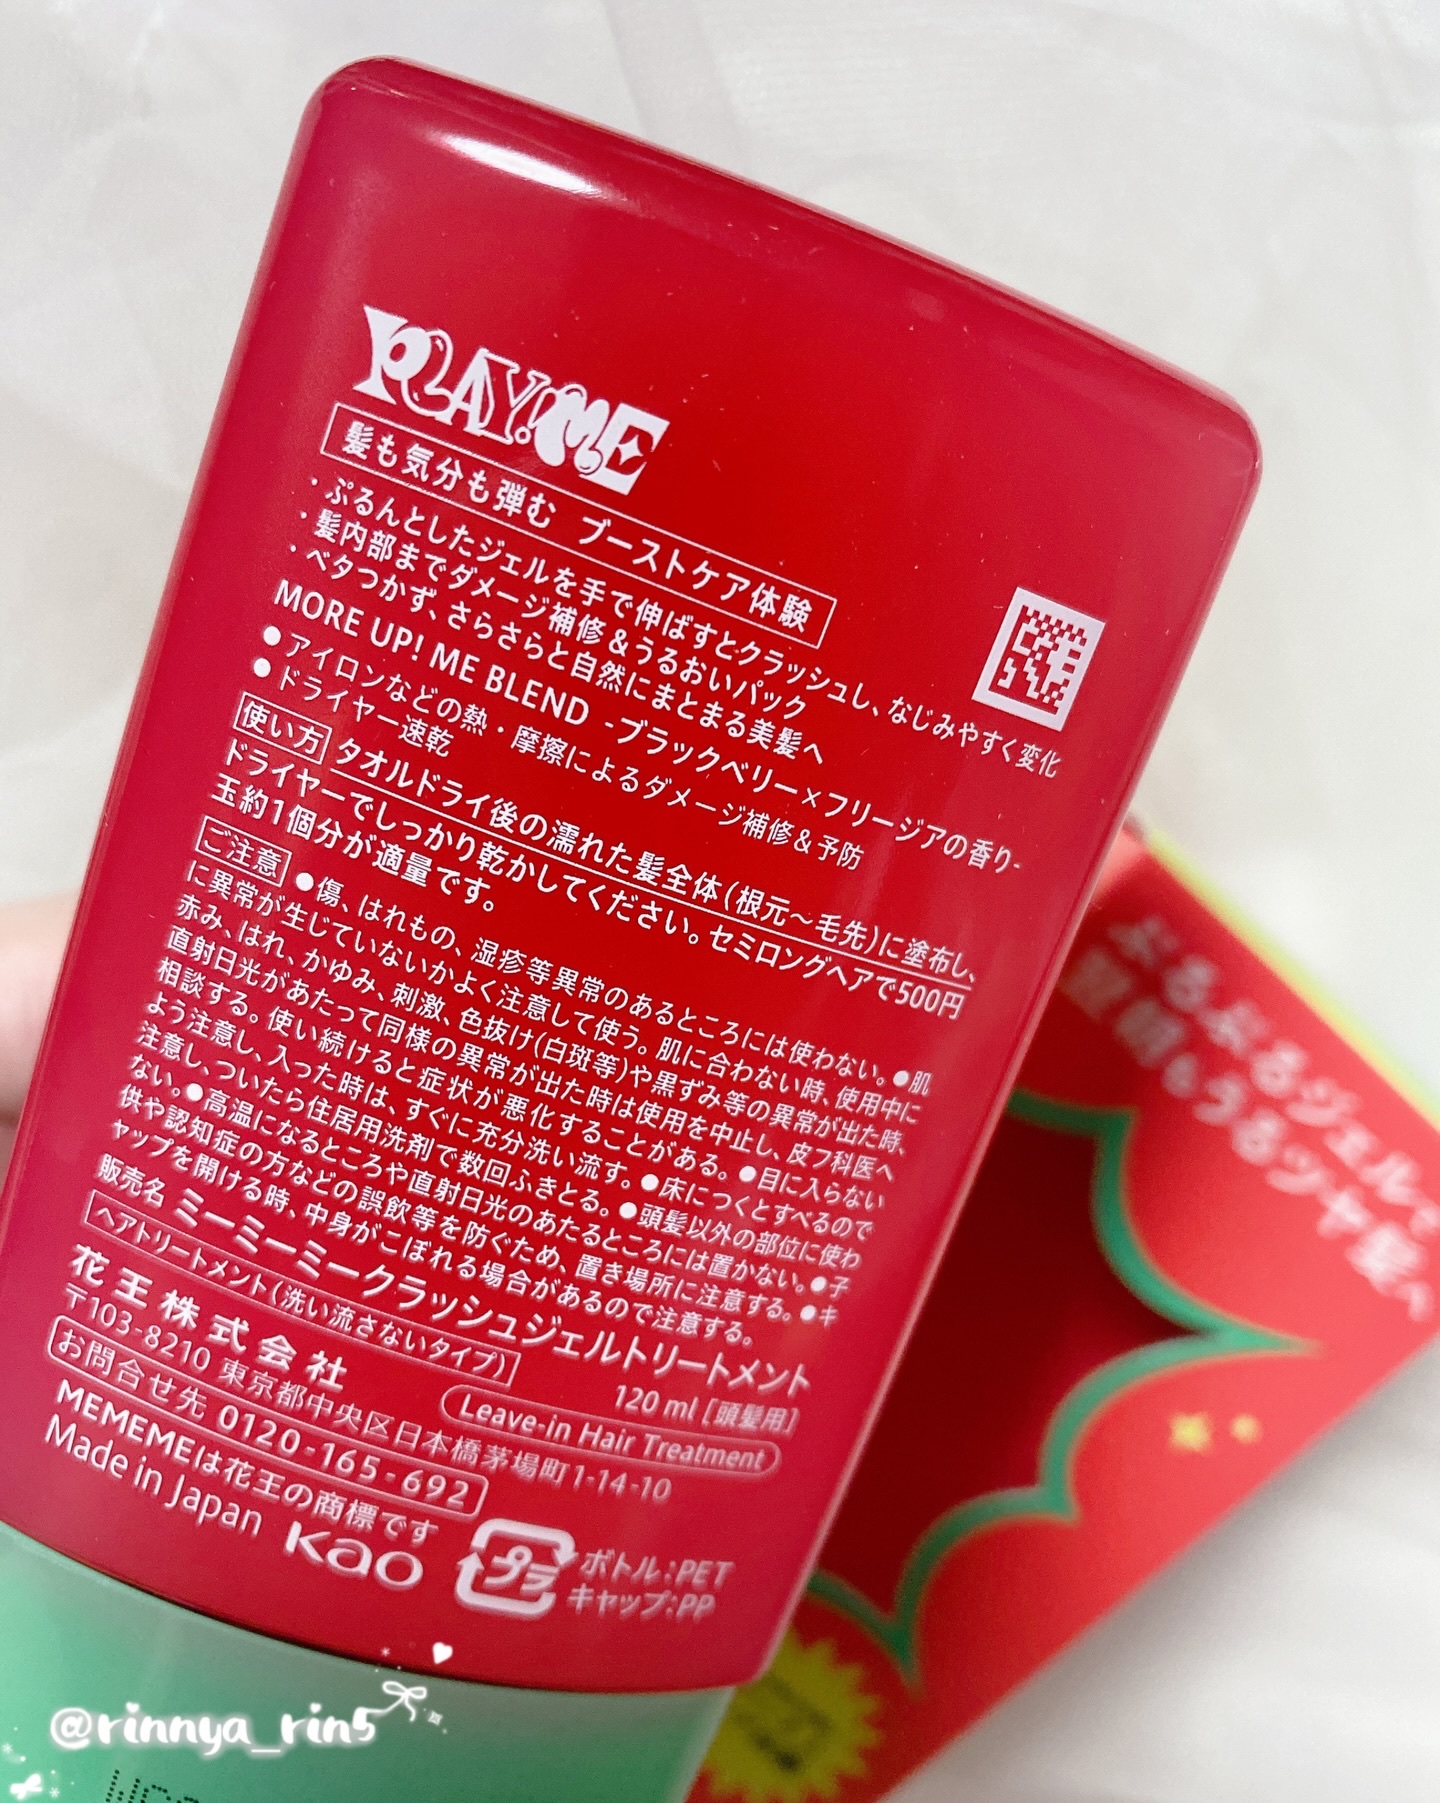 PLAY! ME
髪も気分も弾む ブーストケア体験
・ぷるんとしたジェルを手で伸ばすとクラッシュし、なじみやすく変化
・髪内部までダメージ補修＆うるおいパック
・ベタつかず、さらさらと自然にまとまる美髪へ
MORE UP! ME BLEND -ブラックベリー×フリージアの香り-
●アイロンなどの熱・摩擦によるダメージ補修＆予防
●ドライヤー速乾
使い方 タオルドライ後の濡れた髪全体(根元～毛先)に塗布し、
ドライヤーでしっかり乾かしてください。セミロングヘアで500円
玉約1個分が適量です。
ご注意 ●傷、はれもの、湿疹等異常のあるところには使わない。●肌
に異常が生じていないかよく注意して使う。肌に合わない時、使用中に
赤み、はれ、かゆみ、刺激、色抜け(白斑等)や黒ずみ等の異常が出た時、
直射日光があたって同様の異常が出た時は使用を中止し、皮フ科医へ
相談する。使い続けると症状が悪化することがある。●目に入らない
よう注意し、入った時は、すぐに充分洗い流す。●床につくとすべるので
注意し、ついたら住居用洗剤で数回ふきとる。●頭髪以外の部位に使わ
ない。●高温になるところや直射日光のあたるところには置かない。●子
供や認知症の方などの誤飲等を防ぐため、置き場所に注意する。●キ
ャップを開ける時、中身がこぼれる場合があるので注意する。
販売名 ミーミーミークラッシュジェルトリートメント
ヘアトリートメント(洗い流さないタイプ) 120 ml [頭髪用]
花王株式会社 Leave-in Hair Treatment
〒103-8210 東京都中央区日本橋茅場町1-14-10
お問合せ先 0120-165-692
MEMEMEは花王の商標です
Made in Japan Kao プラ ボトル:PET
キャップ:PP
ぷるぷるジェルで
髪もうるツヤ髪へ
@rinnya_rin5